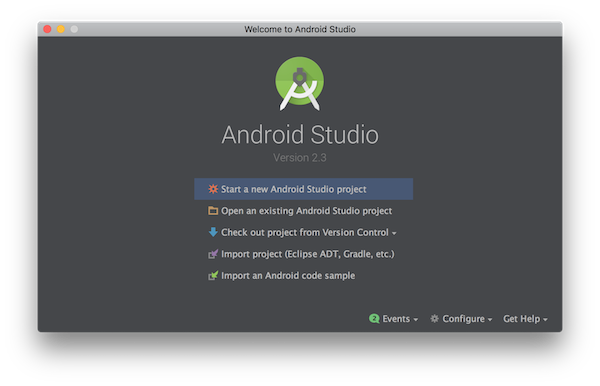 Welcome to Android Studio
Android Studio
Version 2.3
Start a new Android Studio project
Open an existing Android Studio project
Check out project from Version Control
Import project (Eclipse ADT, Gradle, etc.)
Import an Android code sample
2 Events Configure Get Help